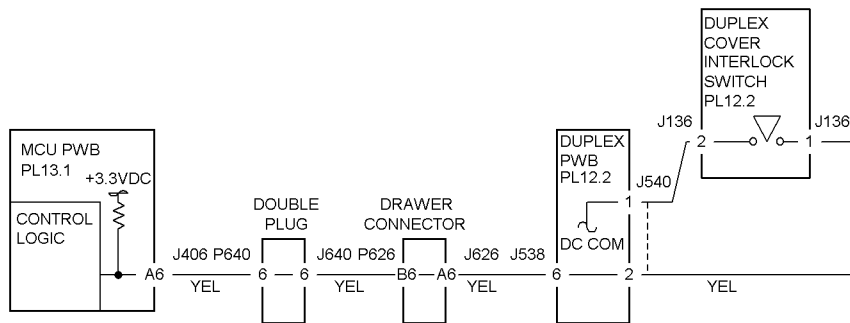 DUPLEX
COVER
INTERLOCK
SWITCH
PL12.2
J136
2
1
J136
MCU PWB
PL13.1
+3.3VDC
CONTROL
LOGIC
DUPLEX
PWB
PL12.2
J540
1
DC COM
DOUBLE
PLUG
DRAWER
CONNECTOR
A6
J406 P640
6
6
J640 P626
B6
A6
J626
J538
6
2
YEL
YEL
YEL
YEL